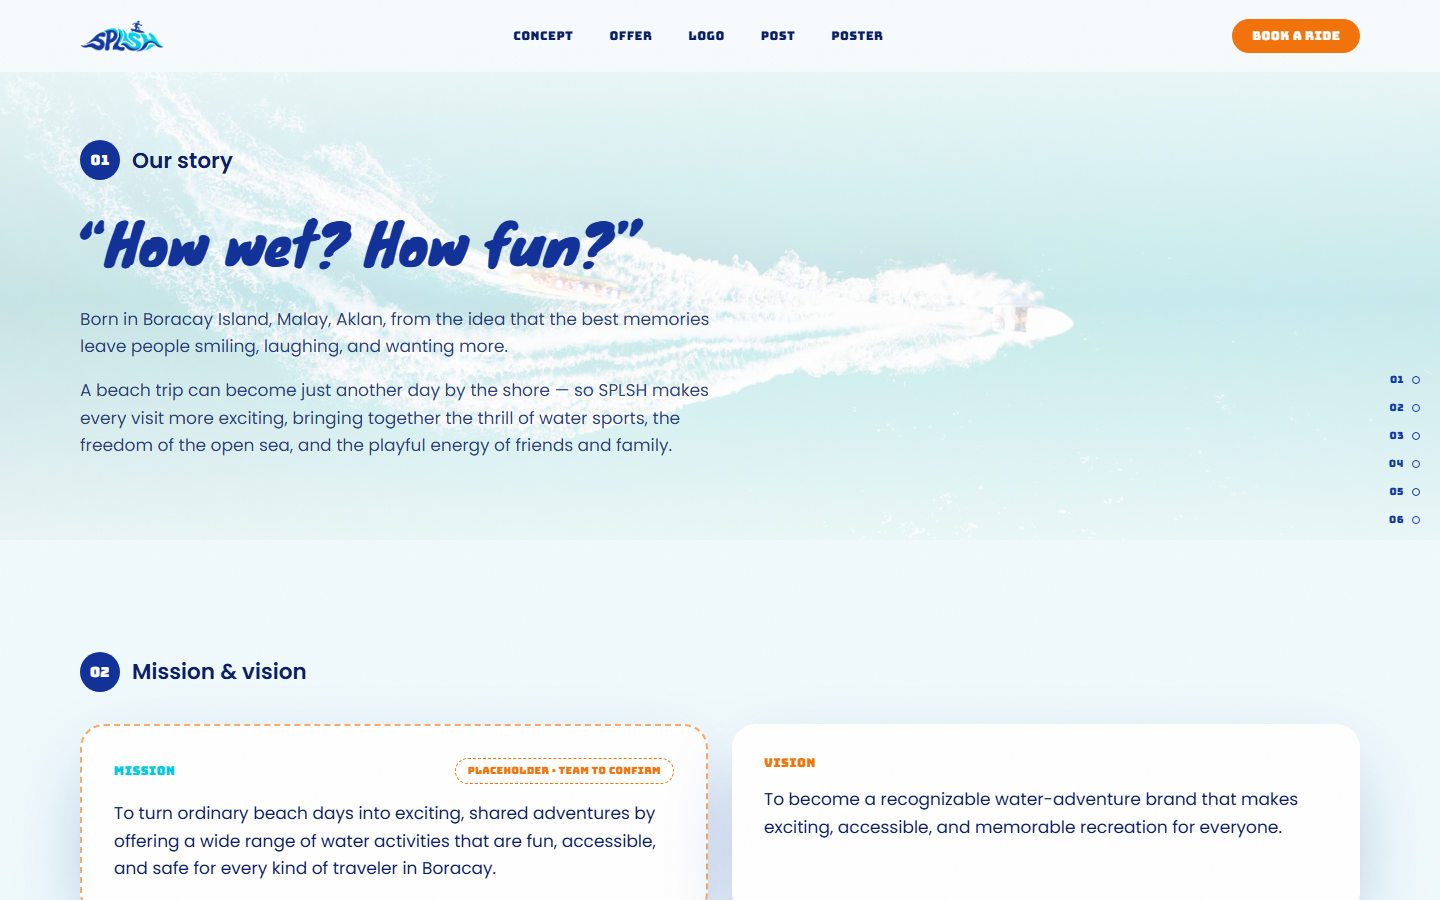 SPLSH
CONCEPT OFFER LOGO POST POSTER
BOOK A RIDE
01 Our story
“How wet? How fun?”
Born in Boracay Island, Malay, Aklan, from the idea that the best memories
leave people smiling, laughing, and wanting more.
A beach trip can become just another day by the shore — so SPLSH makes
every visit more exciting, bringing together the thrill of water sports, the
freedom of the open sea, and the playful energy of friends and family.
01
02
03
04
05
06
02 Mission & vision
MISSION
PLACEHOLDER • TEAM TO CONFIRM
To turn ordinary beach days into exciting, shared adventures by
offering a wide range of water activities that are fun, accessible,
and safe for every kind of traveler in Boracay.
VISION
To become a recognizable water-adventure brand that makes
exciting, accessible, and memorable recreation for everyone.